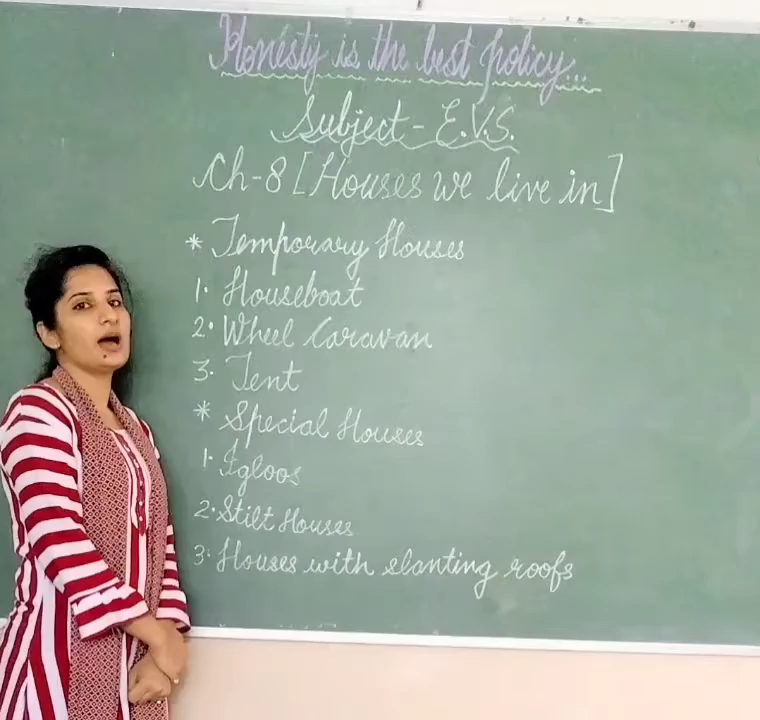 Honesty is the best policy...
Subject - E.V.S.
Ch-8 [Houses we live in]
* Temporary Houses
1. Houseboat
2. Wheel Caravan
3. Tent
* Special Houses
1. Igloos
2. Stilt Houses
3. Houses with slanting roofs